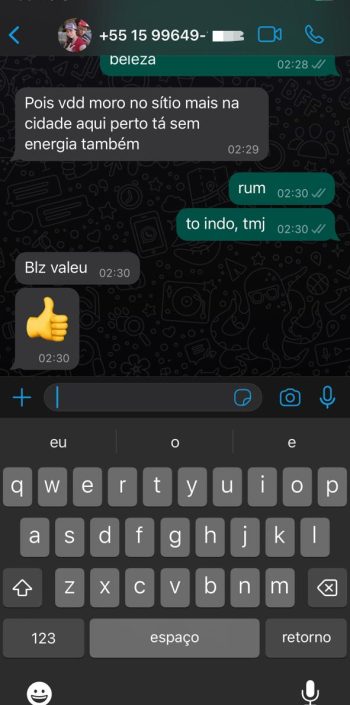 +55 15 99649-
beleza
02:28
Pois vdd moro no sítio mais na
cidade aqui perto tá sem
energia também
02:29
rum 02:30
to indo, tmj 02:30
Blz valeu 02:30
02:30
eu o e
q w e r t y u i o p
a s d f g h j k l
z x c v b n m
123 espaço retorno